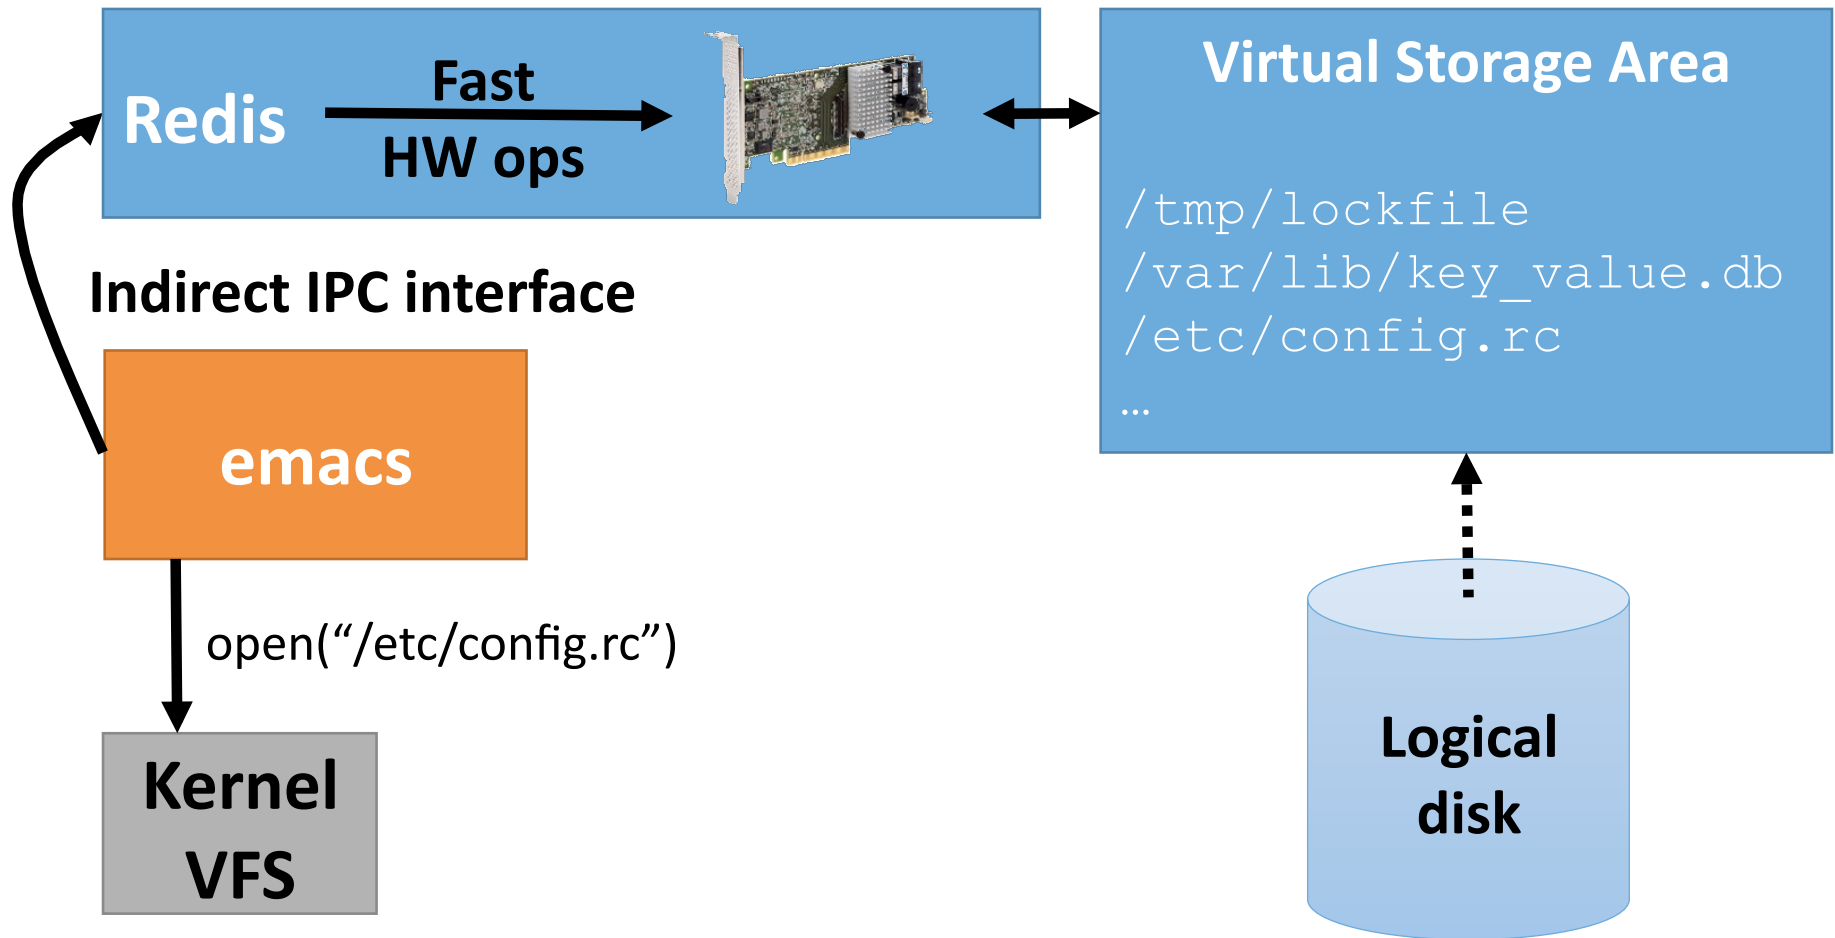 Redis
Fast
HW ops
Virtual Storage Area
/tmp/lockfile
/var/lib/key_value.db
/etc/config.rc
…
Indirect IPC interface
emacs
open(“/etc/config.rc”)
Kernel
VFS
Logical
disk